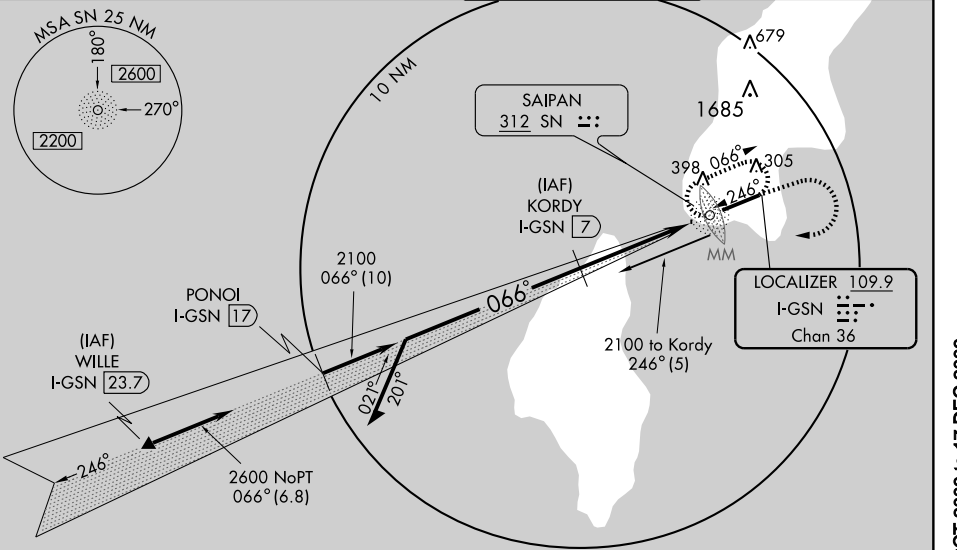 MSA SN 25 NM
180°
2600
270°
2200
10 NM
679
1685
SAIPAN
312 SN
398
066°
305
246°
MM
(IAF)
KORDY
I-GSN 7
LOCALIZER 109.9
I-GSN
Chan 36
2100
066° (10)
PONOI
I-GSN 17
066°
2100 to Kordy
246° (5)
(IAF)
WILLE
I-GSN 23.7
021°
201°
246°
2600 NoPT
066° (6.8)